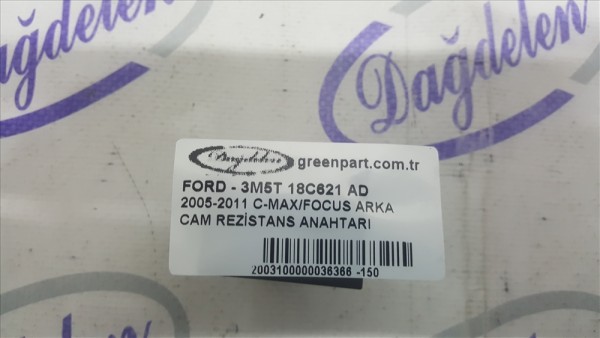 Dağdelen
Dağdelen
Dağdelen greenpart.com.tr
FORD - 3M5T 18C621 AD
2005-2011 C-MAX/FOCUS ARKA
CAM REZİSTANS ANAHTARI
2003100000036366 -150